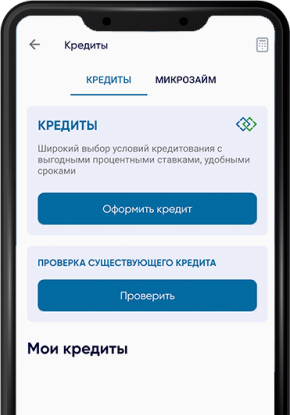 Кредиты
КРЕДИТЫ МИКРОЗАЙМ
КРЕДИТЫ
Широкий выбор условий кредитования с
выгодными процентными ставками, удобными
сроками
Оформить кредит
ПРОВЕРКА СУЩЕСТВУЮЩЕГО КРЕДИТА
Проверить
Мои кредиты